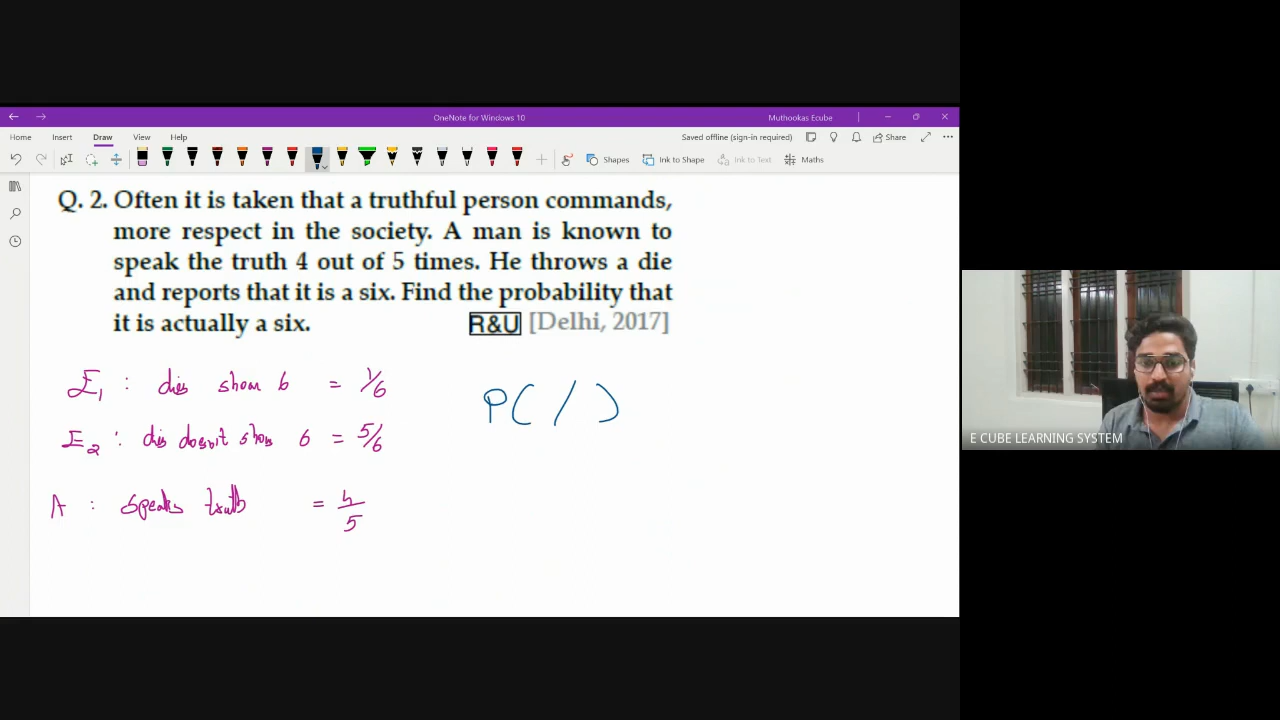 OneNote for Windows 10
Muthookas Ecube
Home Insert Draw View Help
Saved offline (sign-in required) Share
Shapes Ink to Shape Ink to Text Maths
Q. 2. Often it is taken that a truthful person commands,
more respect in the society. A man is known to
speak the truth 4 out of 5 times. He throws a die
and reports that it is a six. Find the probability that
it is actually a six. R&U [Delhi, 2017]
E₁ : dies show 6 = 1/6
E₂ : dis doesn't show 6 = 5/6
A : speaks truth = 4/5
P( / )
E CUBE LEARNING SYSTEM